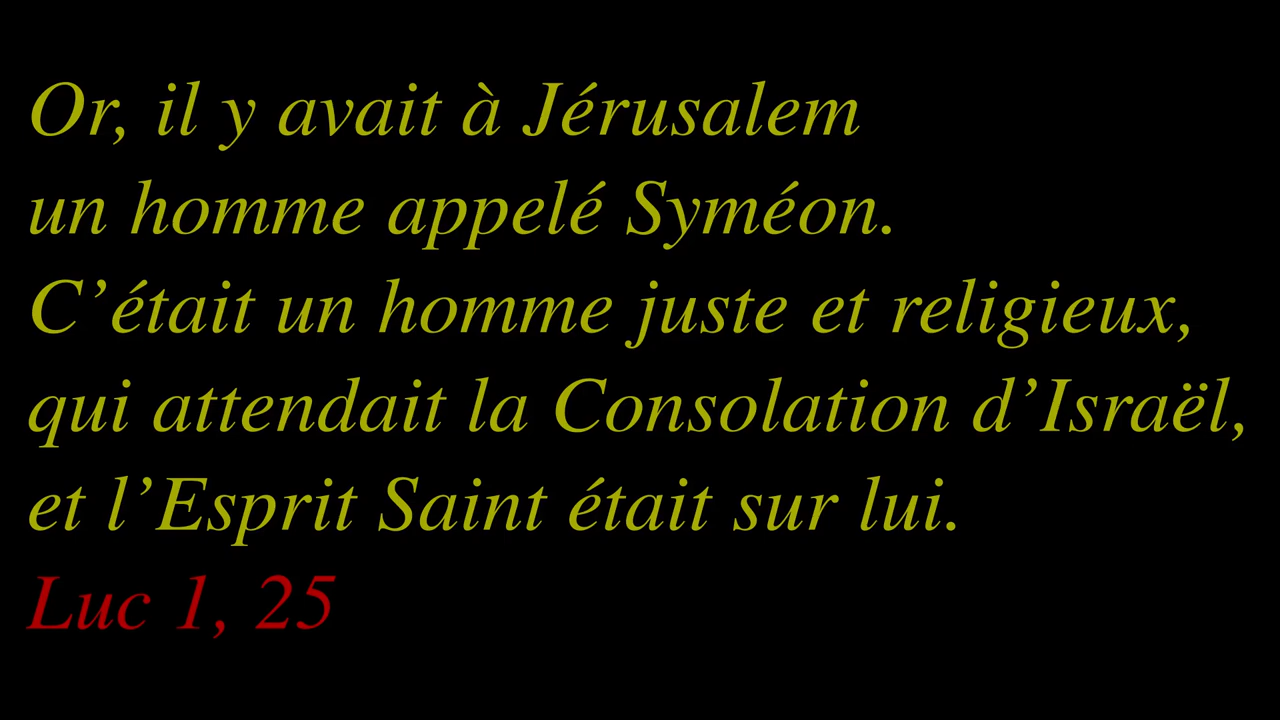 Or, il y avait à Jérusalem
un homme appelé Syméon.
C’était un homme juste et religieux,
qui attendait la Consolation d’Israël,
et l’Esprit Saint était sur lui.
Luc 1, 25